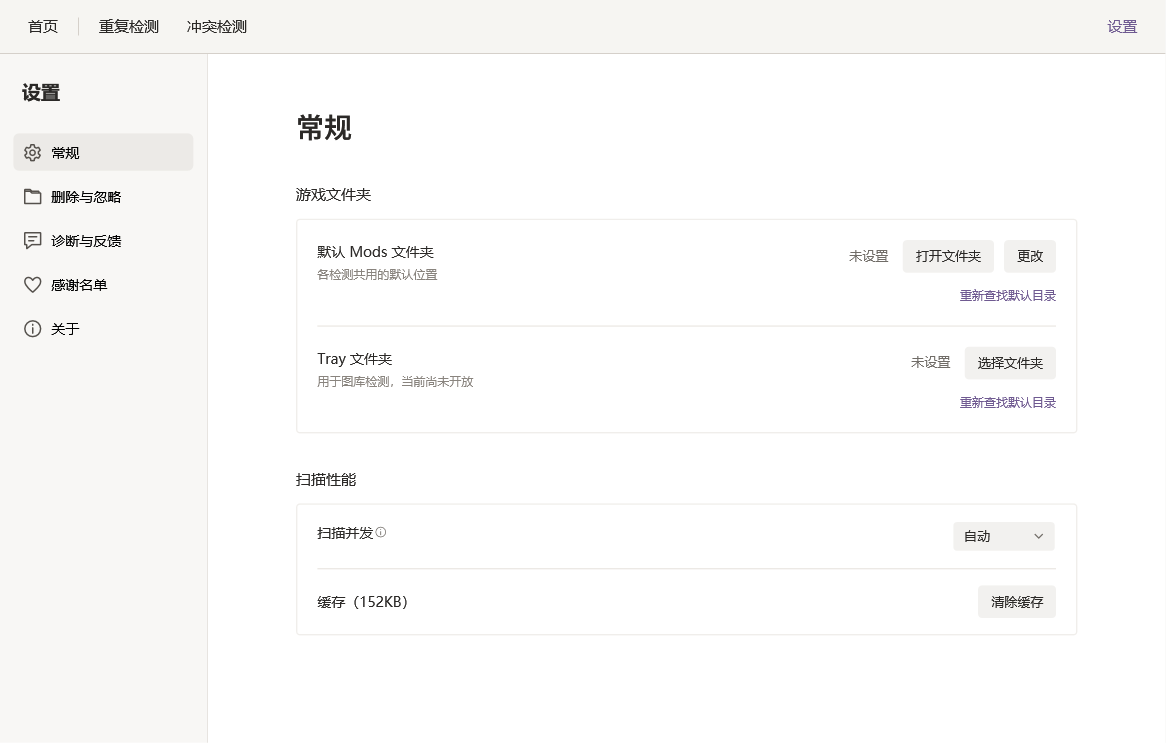 首页
重复检测
冲突检测
设置
设置
常规
删除与忽略
诊断与反馈
感谢名单
关于
常规
游戏文件夹
默认 Mods 文件夹
各检测共用的默认位置
未设置
打开文件夹
更改
重新查找默认目录
Tray 文件夹
用于图库检测，当前尚未开放
未设置
选择文件夹
重新查找默认目录
扫描性能
扫描并发
自动
缓存（152KB）
清除缓存